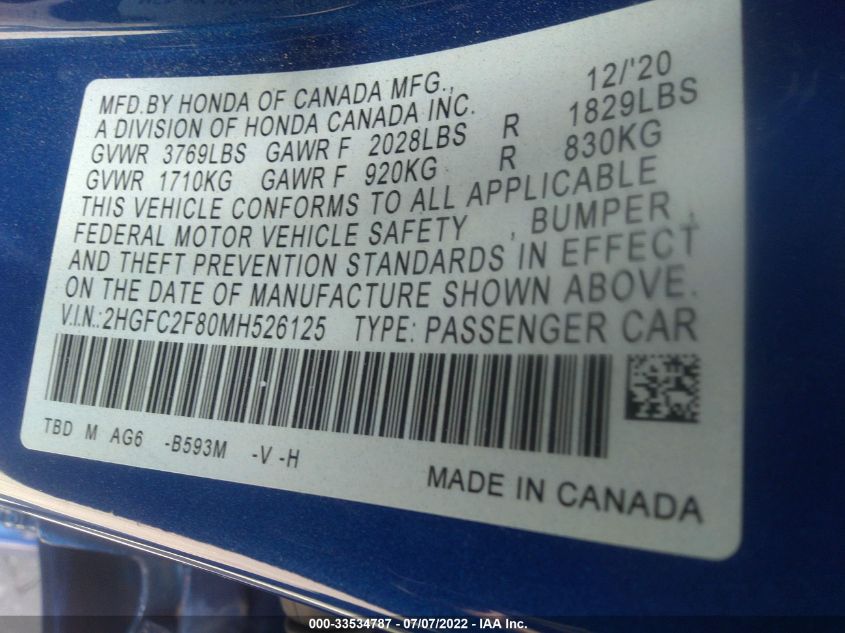 MFD.BY HONDA OF CANADA MFG., 12/'20
A DIVISION OF HONDA CANADA INC.
GVWR 3769LBS GAWR F 2028LBS R 1829LBS
GVWR 1710KG GAWR F 920KG R 830KG
THIS VEHICLE CONFORMS TO ALL APPLICABLE
FEDERAL MOTOR VEHICLE SAFETY , BUMPER ,
AND THEFT PREVENTION STANDARDS IN EFFECT
ON THE DATE OF MANUFACTURE SHOWN ABOVE.
V.I.N.:2HGFC2F80MH526125 TYPE: PASSENGER CAR
TBD M AG6 -B593M -V -H
MADE IN CANADA
000-33534787 - 07/07/2022 - IAA Inc.